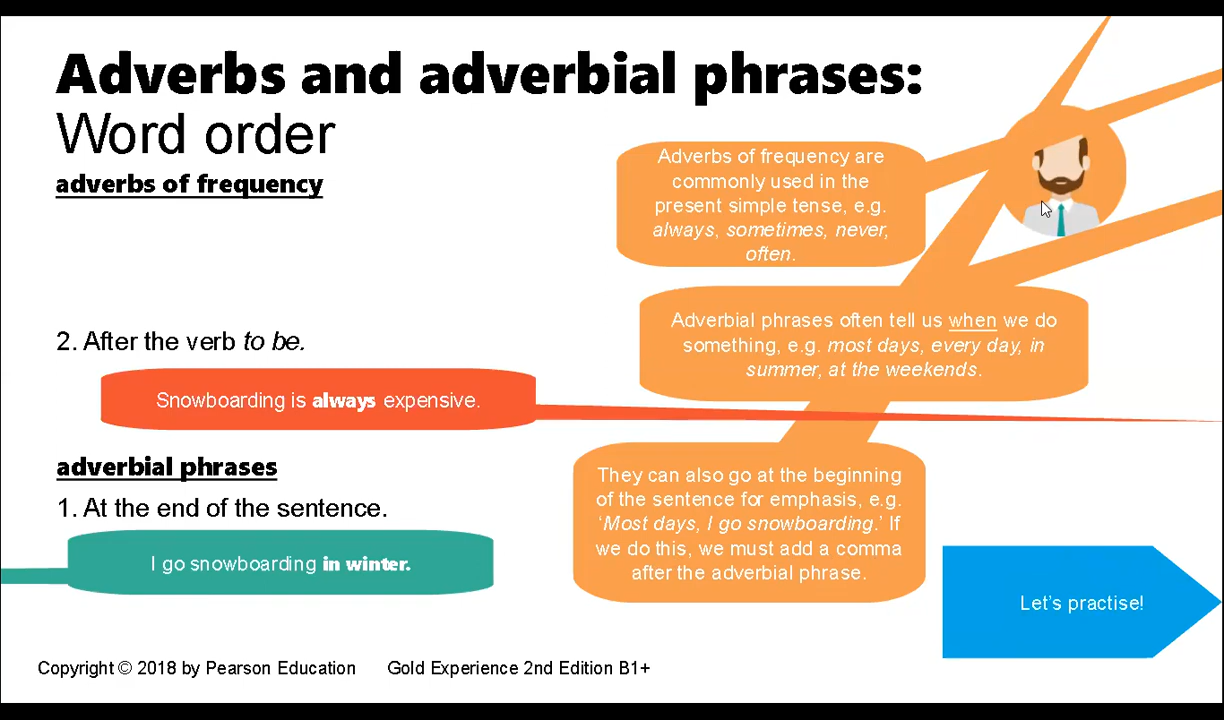 Adverbs and adverbial phrases:
Word order
adverbs of frequency
Adverbs of frequency are
commonly used in the
present simple tense, e.g.
always, sometimes, never,
often.
Adverbial phrases often tell us when we do
something, e.g. most days, every day, in
summer, at the weekends.
2. After the verb to be.
Snowboarding is always expensive.
adverbial phrases
1. At the end of the sentence.
I go snowboarding in winter.
They can also go at the beginning
of the sentence for emphasis, e.g.
‘Most days, I go snowboarding.’ If
we do this, we must add a comma
after the adverbial phrase.
Let’s practise!
Copyright © 2018 by Pearson Education Gold Experience 2nd Edition B1+